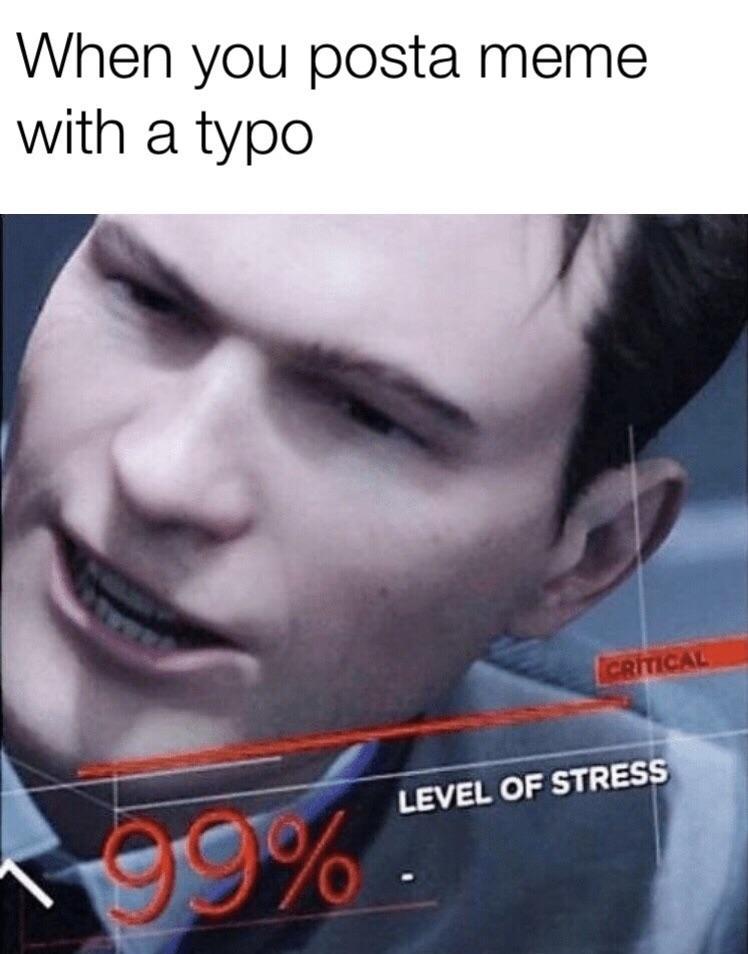 When you posta meme
with a typo
CRITICAL
LEVEL OF STRESS
99%